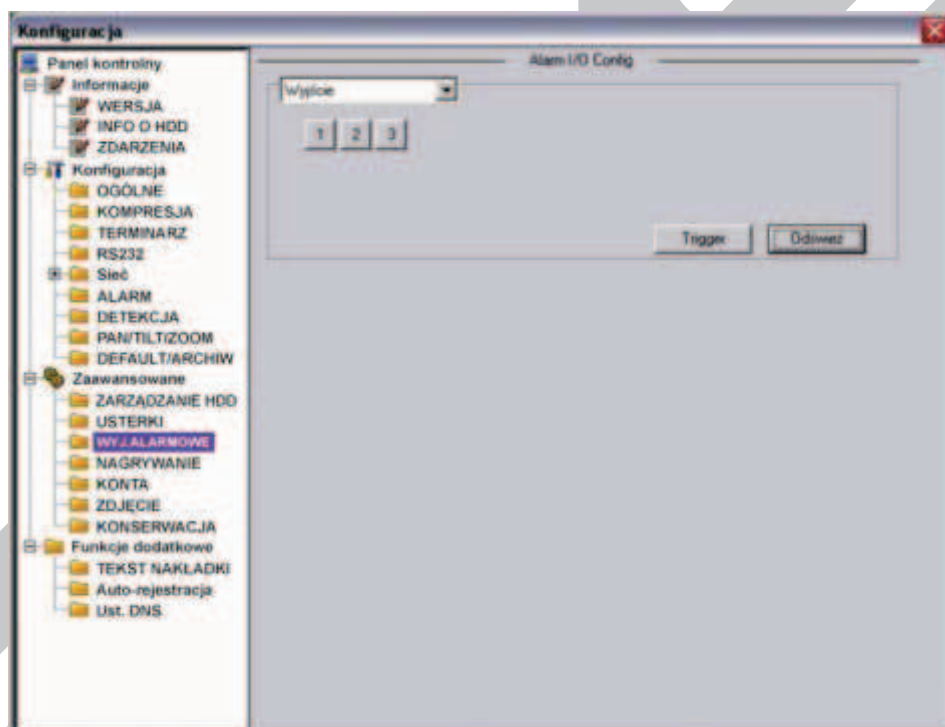 Konfiguracja
Panel kontrolny
Informacje
WERSJA
INFO O HDD
ZDARZENIA
Konfiguracja
OGÓLNE
KOMPRESJA
TERMINARZ
RS232
Sieć
ALARM
DETEKCJA
PAN/TILT/ZOOM
DEFAULT/ARCHIW
Zaawansowane
ZARZĄDZANIE HDD
USTERKI
WYJ.ALARMOWE
NAGRYWANIE
KONTA
ZDJĘCIE
KONSERWACJA
Funkcje dodatkowe
TEKST NAKŁADKI
Auto-rejestracja
Ust. DNS
Alarm I/O Config
Wyjście
1 2 3
Trigger Odśwież